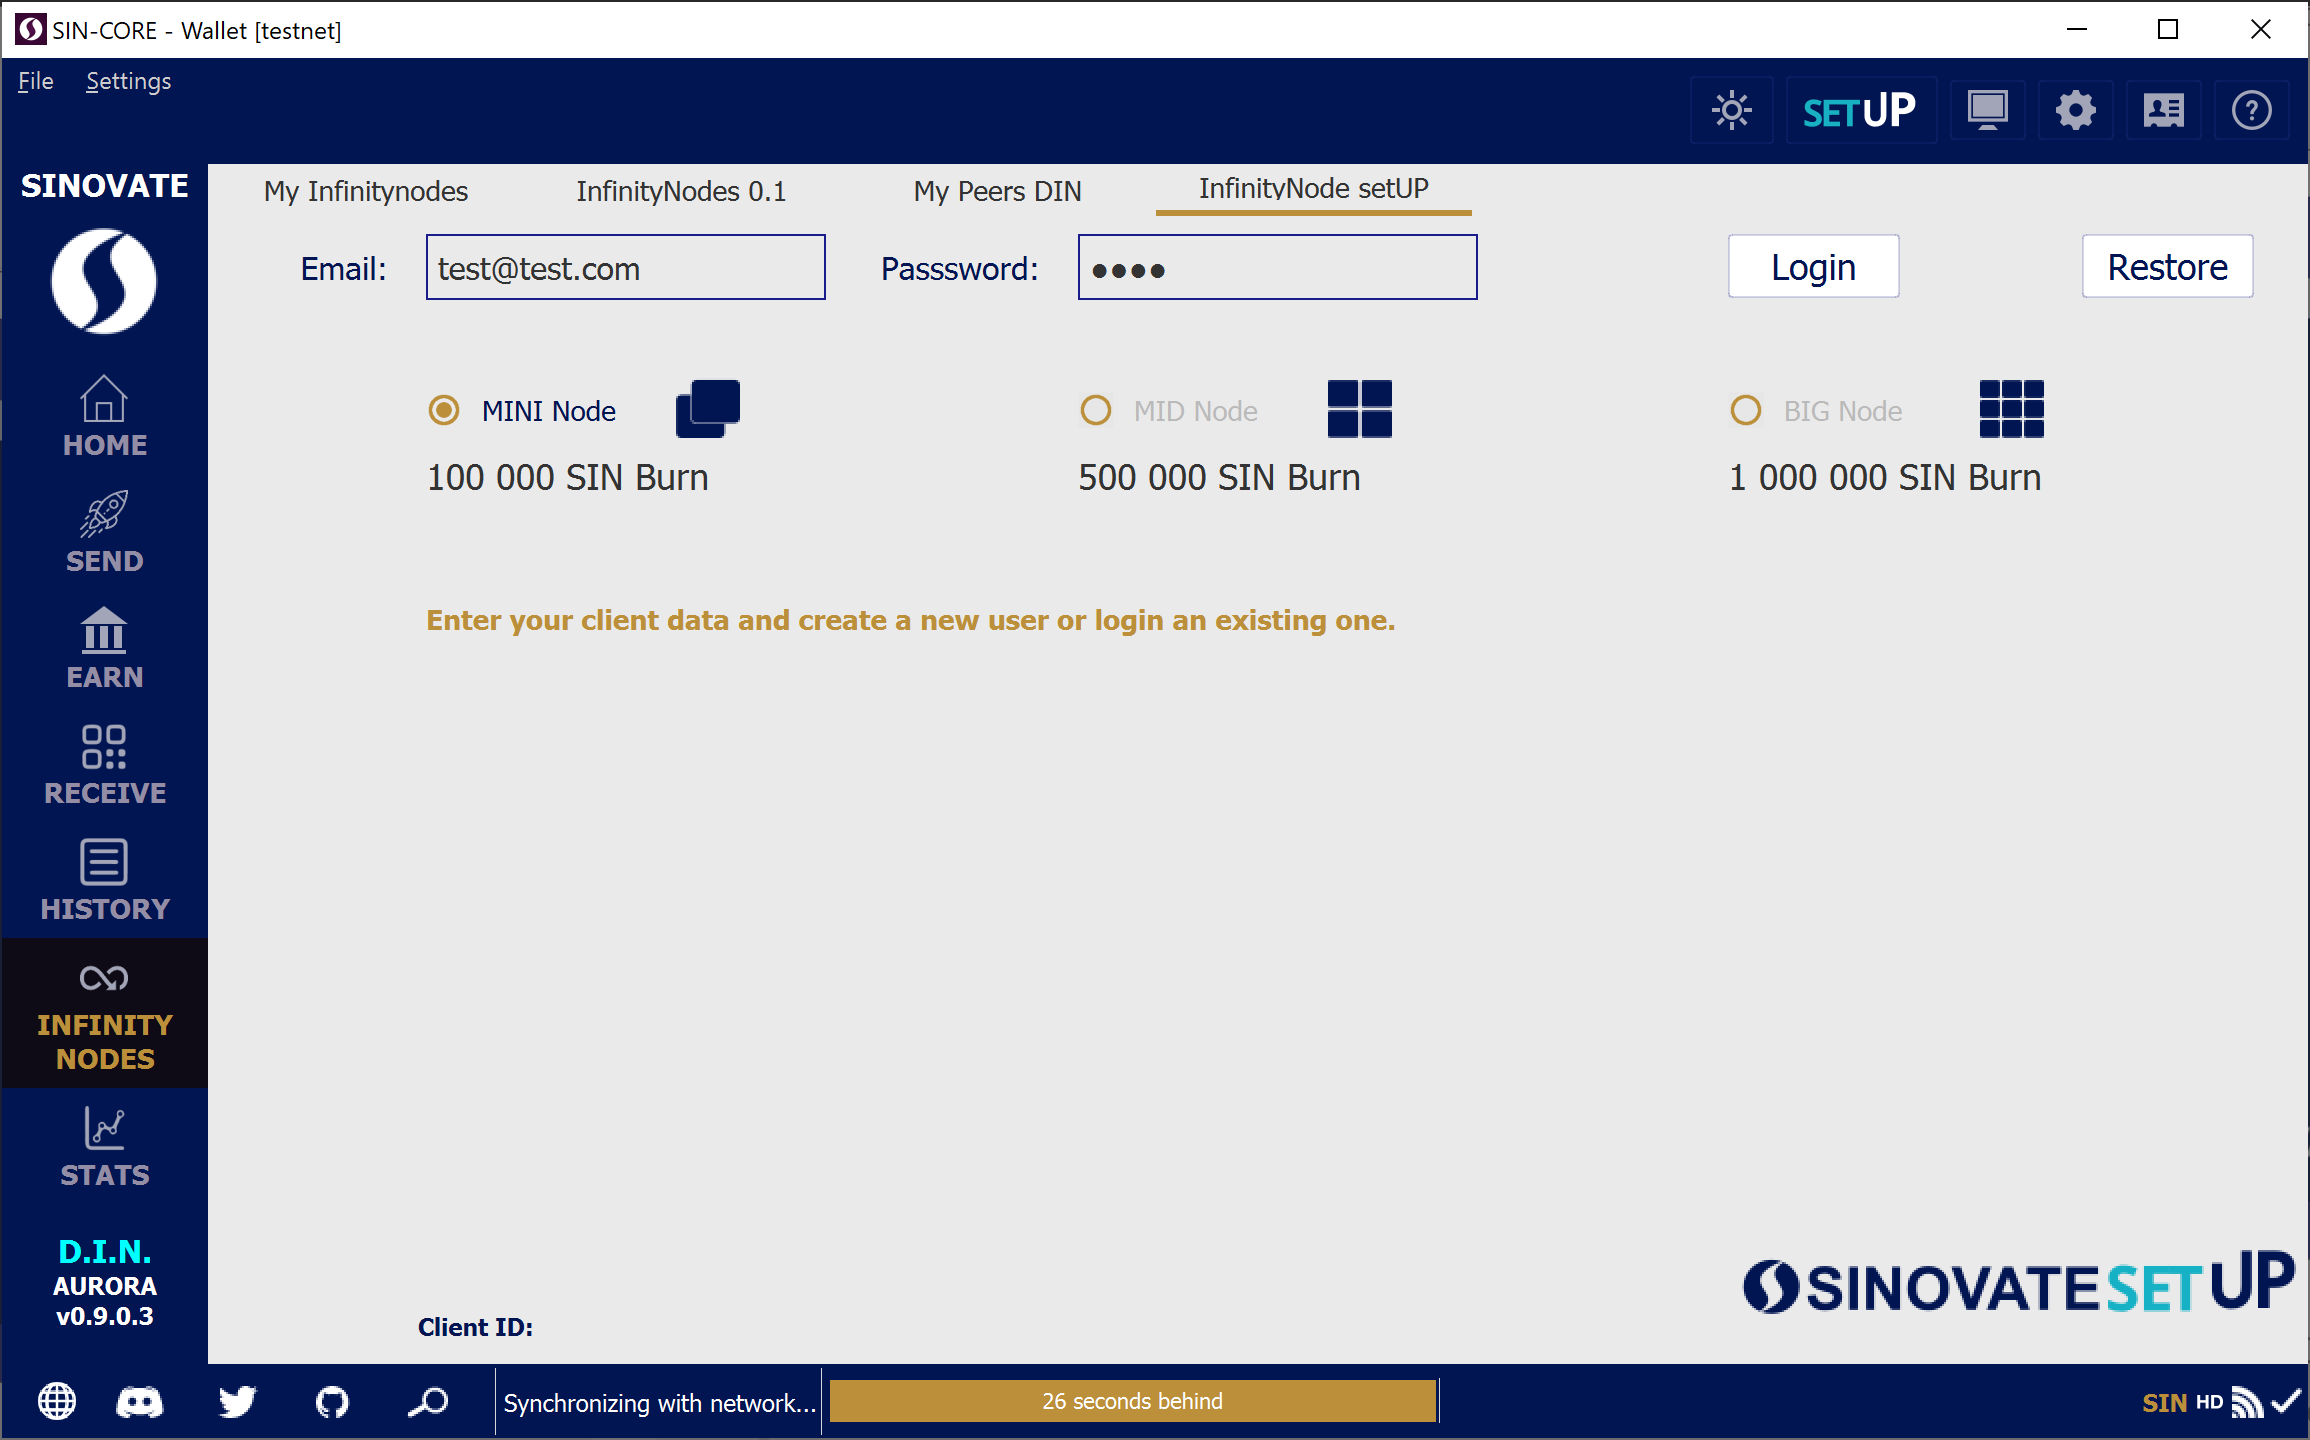 SIN-CORE - Wallet [testnet]
File Settings
SETUP
SINOVATE
My Infinitynodes InfinityNodes 0.1 My Peers DIN InfinityNode setUP
Email: test@test.com Passsword: ●●●● Login Restore
MINI Node MID Node BIG Node
100 000 SIN Burn 500 000 SIN Burn 1 000 000 SIN Burn
Enter your client data and create a new user or login an existing one.
HOME
SEND
EARN
RECEIVE
HISTORY
INFINITY
NODES
STATS
D.I.N.
AURORA
v0.9.0.3
Client ID:
SINOVATE SETUP
Synchronizing with network... 26 seconds behind SIN HD